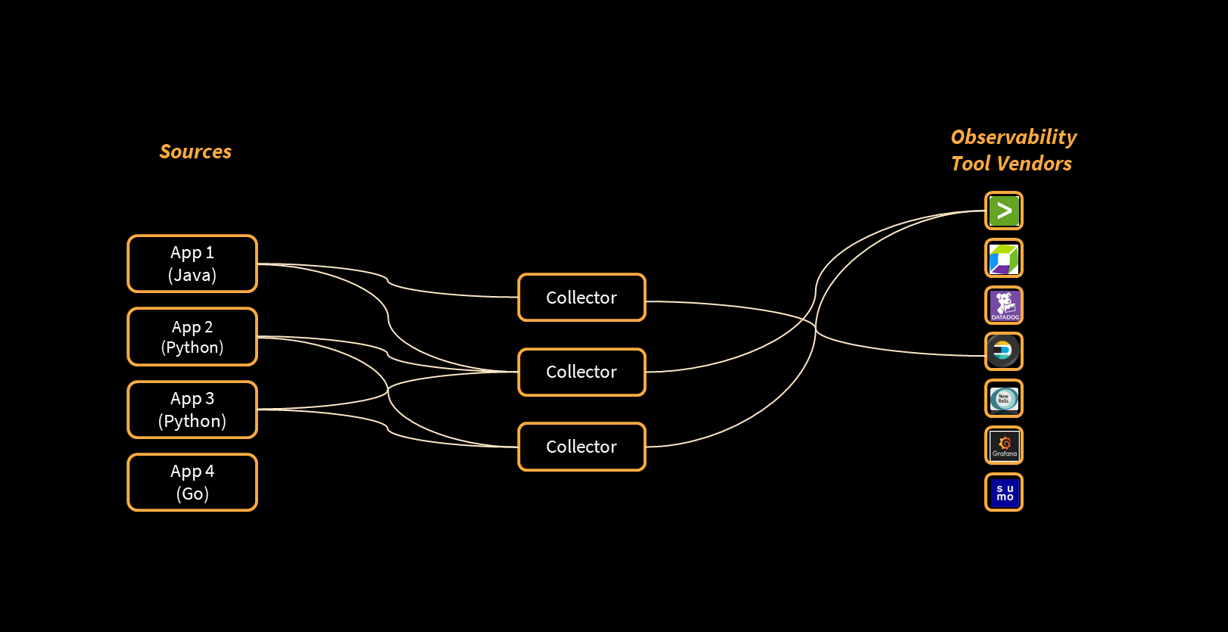 Sources
Observability
Tool Vendors
App 1
(Java)
App 2
(Python)
App 3
(Python)
App 4
(Go)
Collector
Collector
Collector
>
DATADOG
New
Relic
Grafana
su
mo